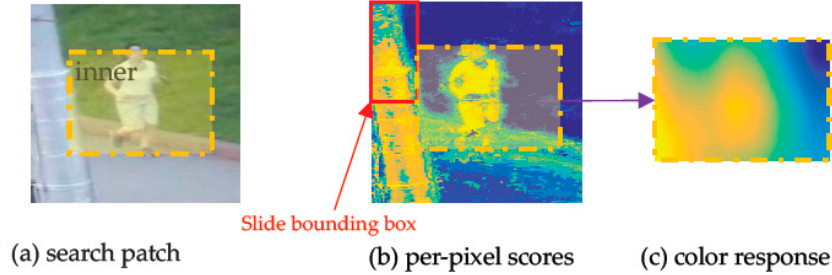 inner
Slide bounding box
(a) search patch
(b) per-pixel scores
(c) color response